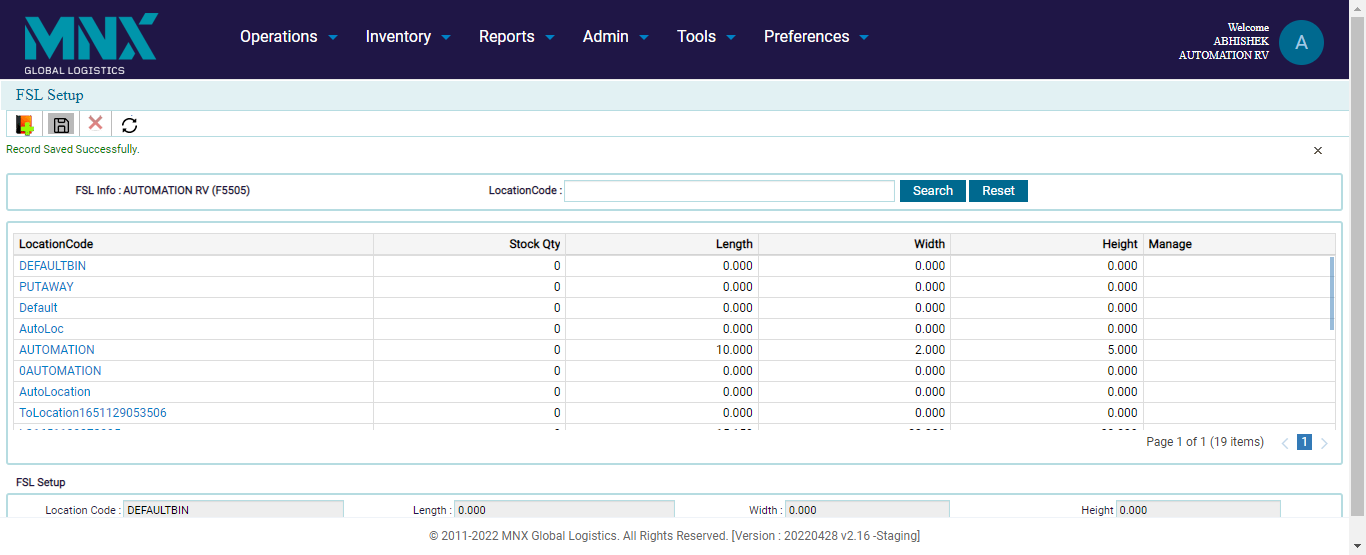 MNX
GLOBAL LOGISTICS
Operations Inventory Reports Admin Tools Preferences
Welcome
ABHISHEK
AUTOMATION RV
A
FSL Setup
Record Saved Successfully.
FSL Info : AUTOMATION RV (F5505) LocationCode : Search Reset
LocationCode Stock Qty Length Width Height Manage
DEFAULTBIN 0 0.000 0.000 0.000
PUTAWAY 0 0.000 0.000 0.000
Default 0 0.000 0.000 0.000
AutoLoc 0 0.000 0.000 0.000
AUTOMATION 0 10.000 2.000 5.000
0AUTOMATION 0 0.000 0.000 0.000
AutoLocation 0 0.000 0.000 0.000
ToLocation1651129053506 0 0.000 0.000 0.000
Page 1 of 1 (19 items) 1
FSL Setup
Location Code : DEFAULTBIN Length : 0.000 Width : 0.000 Height 0.000
© 2011-2022 MNX Global Logistics. All Rights Reserved. [Version : 20220428 v2.16 -Staging]